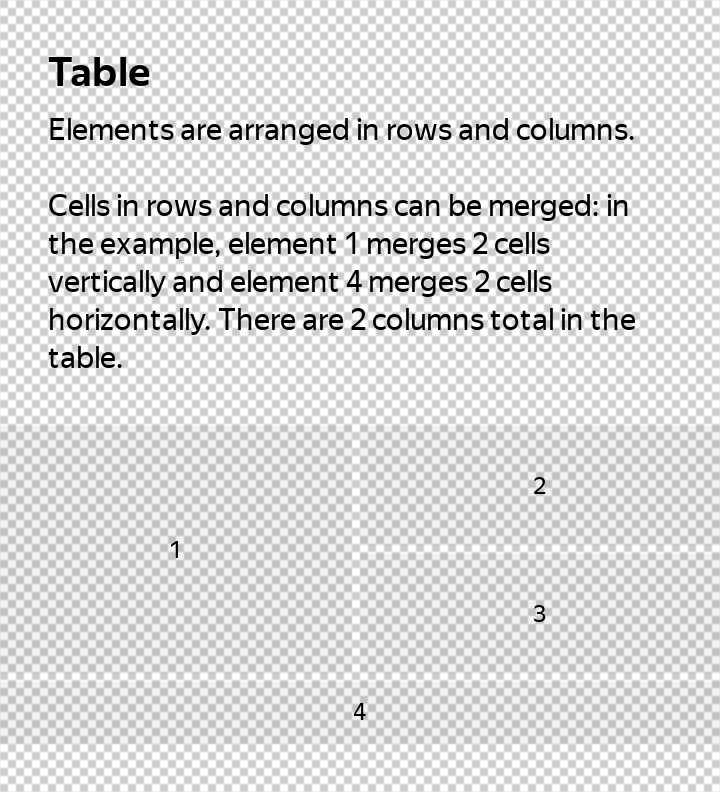 Table
Elements are arranged in rows and columns.
Cells in rows and columns can be merged: in
the example, element 1 merges 2 cells
vertically and element 4 merges 2 cells
horizontally. There are 2 columns total in the
table.
2
1
3
4